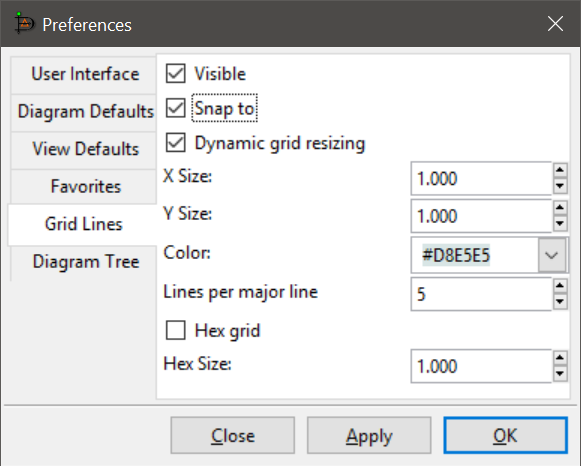 Preferences
User Interface
Diagram Defaults
View Defaults
Favorites
Grid Lines
Diagram Tree
Visible
Snap to
Dynamic grid resizing
X Size: 1.000
Y Size: 1.000
Color: #D8E5E5
Lines per major line 5
Hex grid
Hex Size: 1.000
Close Apply OK